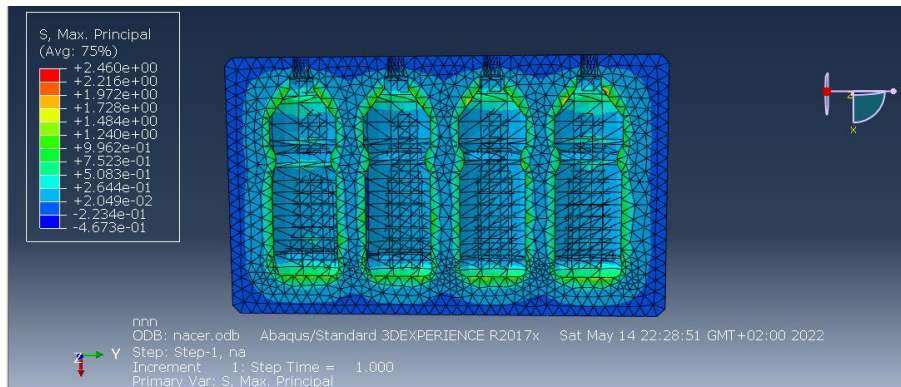 S, Max. Principal
(Avg: 75%)
+2.460e+00
+2.216e+00
+1.972e+00
+1.728e+00
+1.484e+00
+1.240e+00
+9.962e-01
+7.523e-01
+5.083e-01
+2.644e-01
+2.049e-02
-2.234e-01
-4.673e-01
Z
X
nnn
ODB: nacer.odb Abaqus/Standard 3DEXPERIENCE R2017x Sat May 14 22:28:51 GMT+02:00 2022
Z Y
Step: Step-1, na
Increment 1: Step Time = 1.000
Primary Var: S, Max. Principal